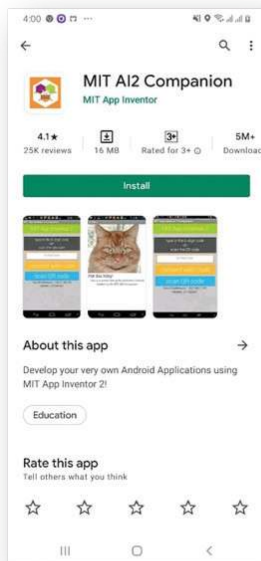 4:00
MIT AI2 Companion
MIT App Inventor
4.1★
25K reviews
16 MB
3+
Rated for 3+
5M+
Download
Install
About this app
Develop your very own Android Applications using
MIT App Inventor 2!
Education
Rate this app
Tell others what you think